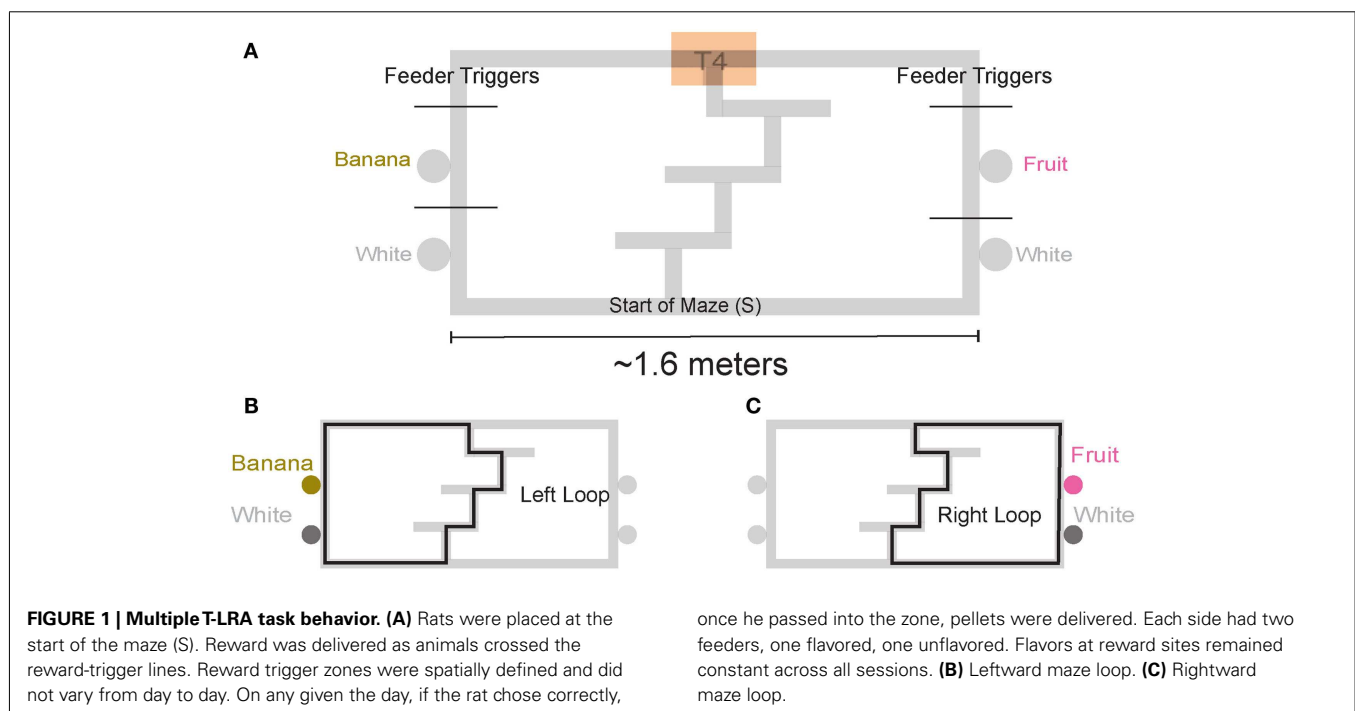 A
T4
Feeder Triggers
Feeder Triggers
Banana
Fruit
White
White
Start of Maze (S)
~1.6 meters
B
C
Banana
White
Left Loop
Fruit
White
Right Loop
FIGURE 1 | Multiple T-LRA task behavior. (A) Rats were placed at the
start of the maze (S). Reward was delivered as animals crossed the
reward-trigger lines. Reward trigger zones were spatially defined and did
not vary from day to day. On any given the day, if the rat chose correctly,
once he passed into the zone, pellets were delivered. Each side had two
feeders, one flavored, one unflavored. Flavors at reward sites remained
constant across all sessions. (B) Leftward maze loop. (C) Rightward
maze loop.